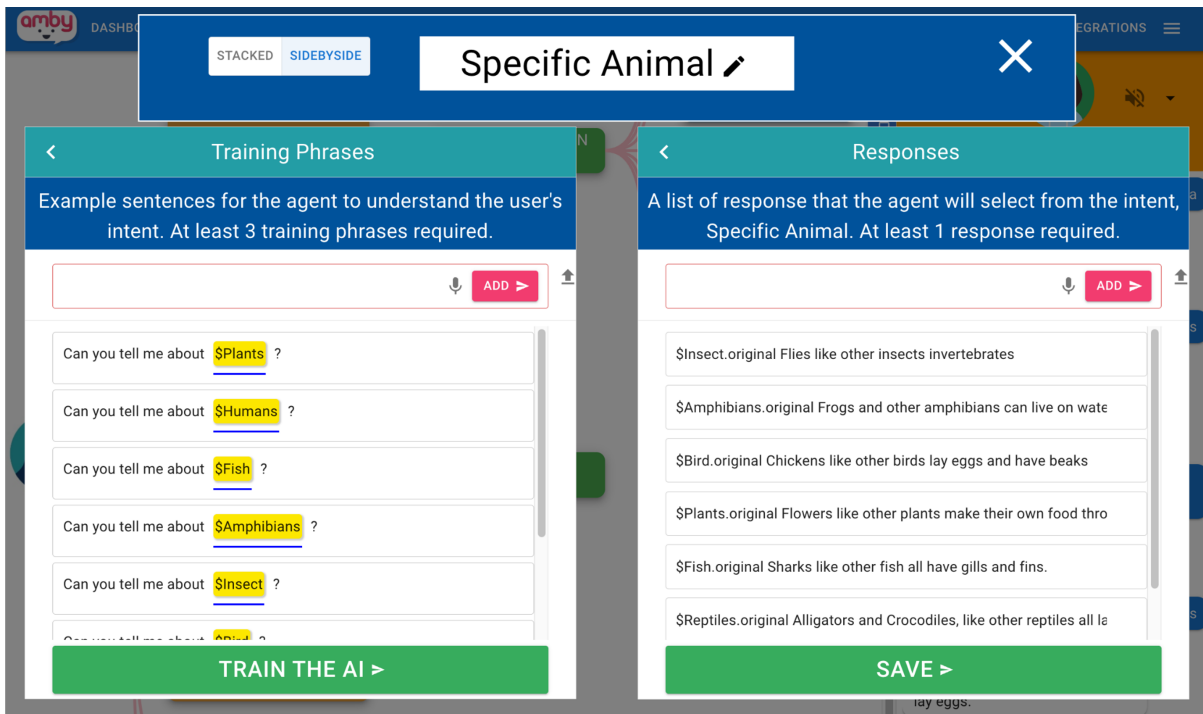 amby
DASHBO
STACKED SIDEBYSIDE
Specific Animal
EGRATIONS
N
Training Phrases
Example sentences for the agent to understand the user's
intent. At least 3 training phrases required.
ADD
Can you tell me about $Plants ?
Can you tell me about $Humans ?
Can you tell me about $Fish ?
Can you tell me about $Amphibians ?
Can you tell me about $Insect ?
Can you tell me about $Bird ?
TRAIN THE AI
Responses
A list of response that the agent will select from the intent,
Specific Animal. At least 1 response required.
ADD
$Insect.original Flies like other insects invertebrates
$Amphibians.original Frogs and other amphibians can live on wate
$Bird.original Chickens like other birds lay eggs and have beaks
$Plants.original Flowers like other plants make their own food thro
$Fish.original Sharks like other fish all have gills and fins.
$Reptiles.original Alligators and Crocodiles, like other reptiles all la
SAVE
a
s
s
lay eggs.